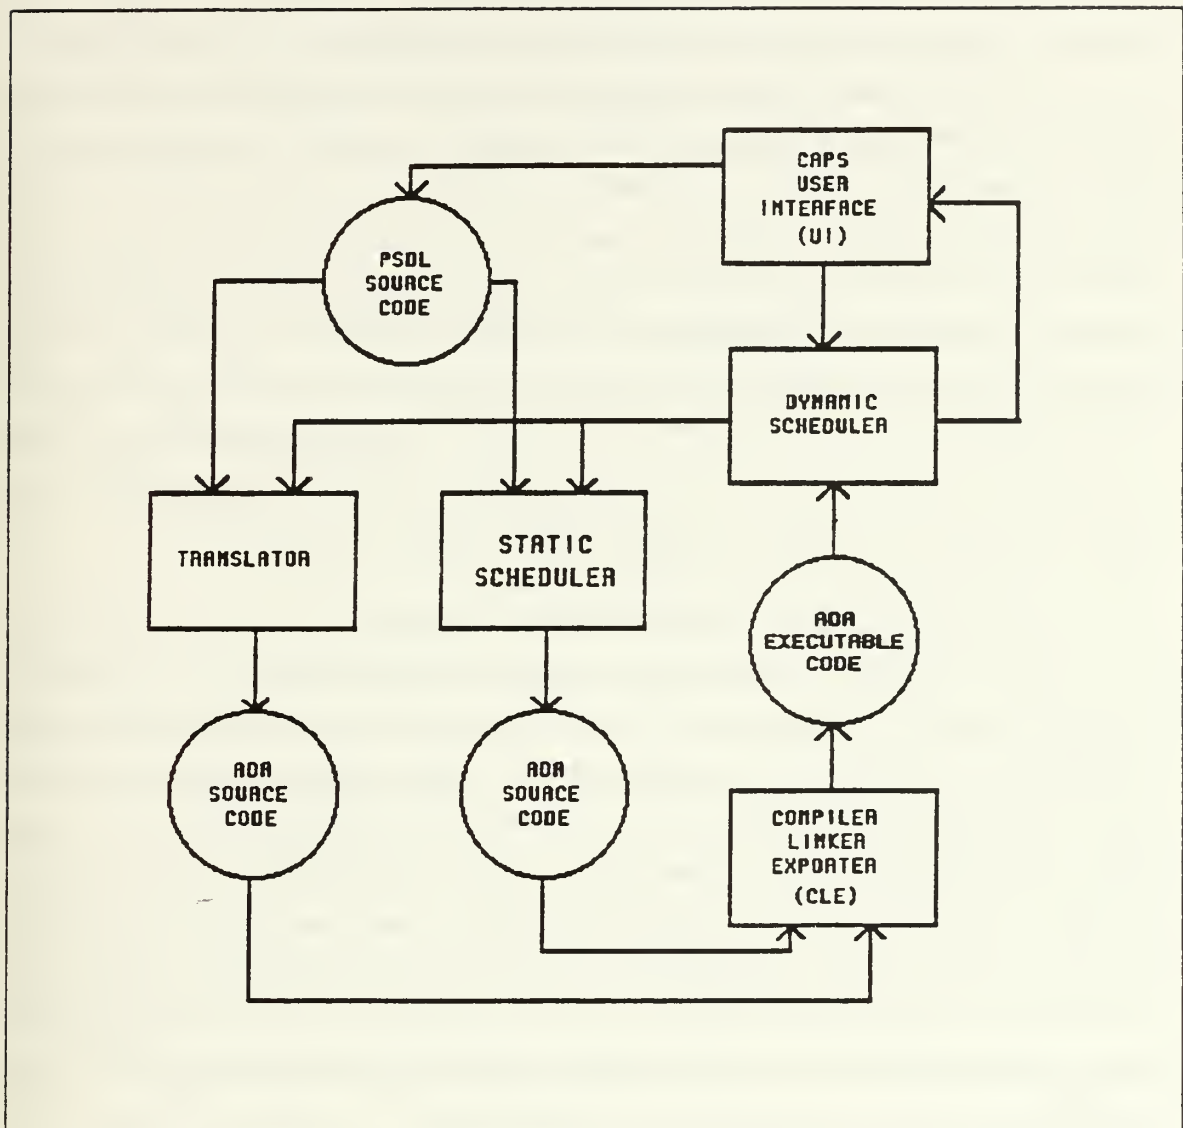 CAPS
USER
INTERFACE
(UI)
PSDL
SOURCE
CODE
DYNAMIC
SCHEDULER
TRANSLATOR
STATIC
SCHEDULER
ADA
EXECUTABLE
CODE
ADA
SOURCE
CODE
ADA
SOURCE
CODE
COMPILER
LINKER
EXPORTER
(CLE)